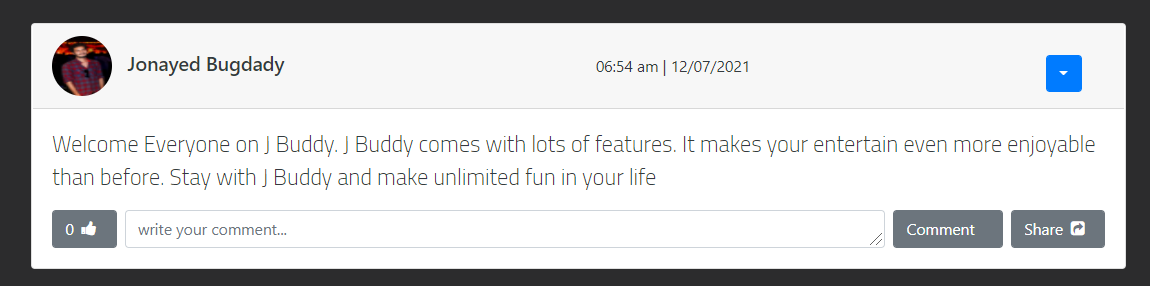 Jonayed Bugdady
06:54 am | 12/07/2021
Welcome Everyone on J Buddy. J Buddy comes with lots of features. It makes your entertain even more enjoyable
than before. Stay with J Buddy and make unlimited fun in your life
0
write your comment...
Comment
Share